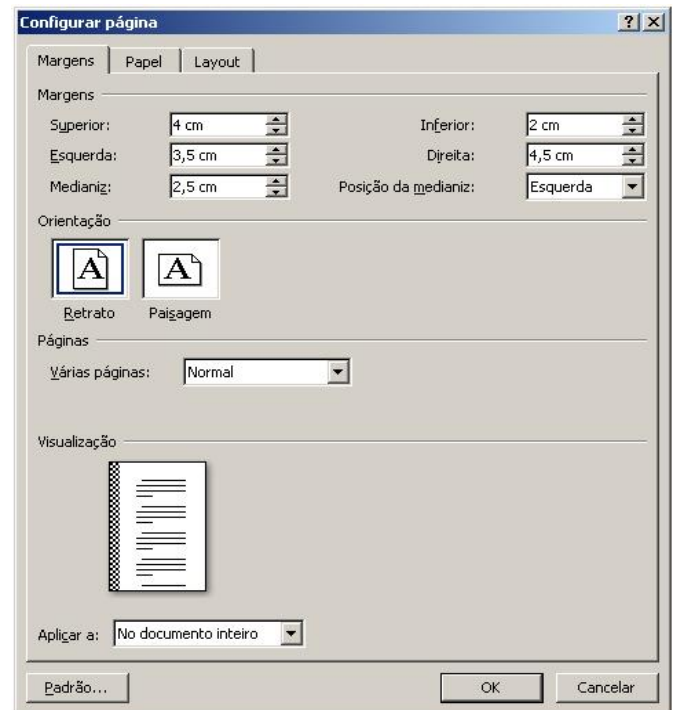 Configurar página
Margens Papel Layout
Margens
Superior: 4 cm Inferior: 2 cm
Esquerda: 3,5 cm Direita: 4,5 cm
Medianiz: 2,5 cm Posição da medianiz: Esquerda
Orientação
A A
Retrato Paisagem
Páginas
Várias páginas: Normal
Visualização
Aplicar a: No documento inteiro
Padrão... OK Cancelar